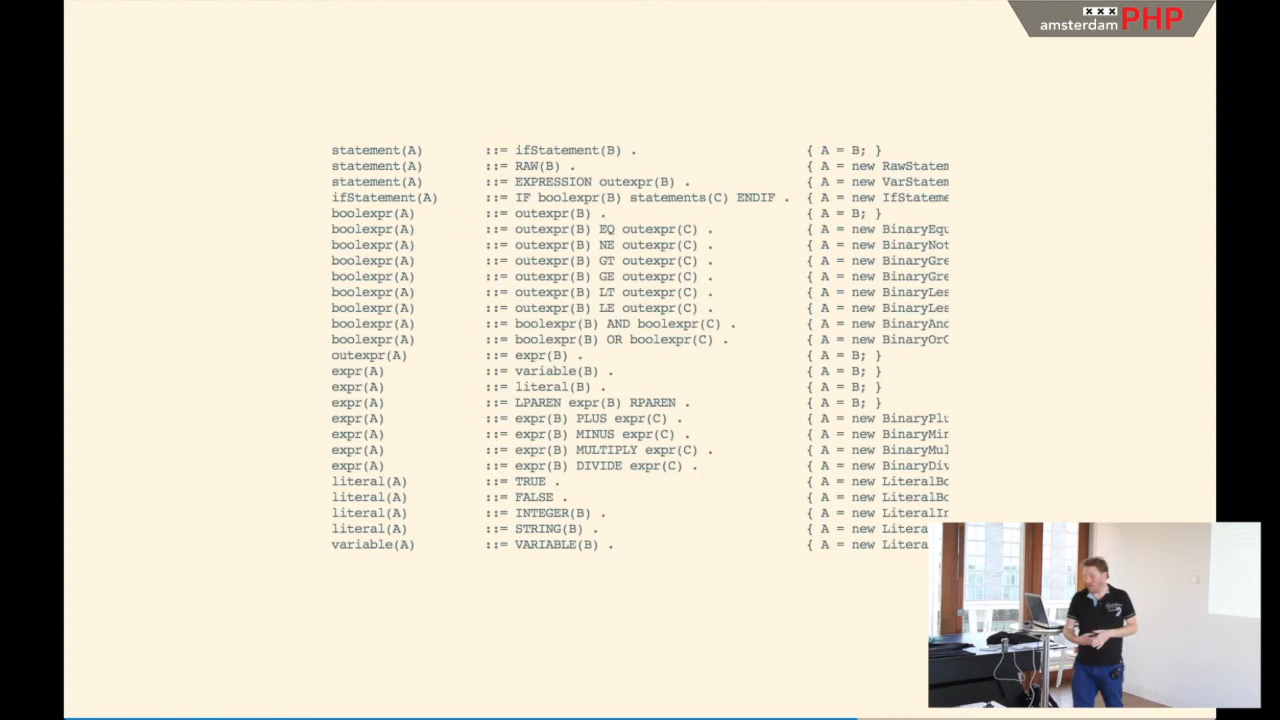 xxx
amsterdam PHP
statement(A) ::= ifStatement(B) . { A = B; }
statement(A) ::= RAW(B) . { A = new RawStatem
statement(A) ::= EXPRESSION outexpr(B) . { A = new VarStatem
ifStatement(A) ::= IF boolexpr(B) statements(C) ENDIF . { A = new IfStateme
boolexpr(A) ::= outexpr(B) . { A = B; }
boolexpr(A) ::= outexpr(B) EQ outexpr(C) . { A = new BinaryEqu
boolexpr(A) ::= outexpr(B) NE outexpr(C) . { A = new BinaryNot
boolexpr(A) ::= outexpr(B) GT outexpr(C) . { A = new BinaryGre
boolexpr(A) ::= outexpr(B) GE outexpr(C) . { A = new BinaryGre
boolexpr(A) ::= outexpr(B) LT outexpr(C) . { A = new BinaryLes
boolexpr(A) ::= outexpr(B) LE outexpr(C) . { A = new BinaryLes
boolexpr(A) ::= boolexpr(B) AND boolexpr(C) . { A = new BinaryAnd
boolexpr(A) ::= boolexpr(B) OR boolexpr(C) . { A = new BinaryOrC
outexpr(A) ::= expr(B) . { A = B; }
expr(A) ::= variable(B) . { A = B; }
expr(A) ::= literal(B) . { A = B; }
expr(A) ::= LPAREN expr(B) RPAREN . { A = B; }
expr(A) ::= expr(B) PLUS expr(C) . { A = new BinaryPlu
expr(A) ::= expr(B) MINUS expr(C) . { A = new BinaryMin
expr(A) ::= expr(B) MULTIPLY expr(C) . { A = new BinaryMul
expr(A) ::= expr(B) DIVIDE expr(C) . { A = new BinaryDiv
literal(A) ::= TRUE . { A = new LiteralBo
literal(A) ::= FALSE . { A = new LiteralBo
literal(A) ::= INTEGER(B) . { A = new LiteralIn
literal(A) ::= STRING(B) . { A = new Litera
variable(A) ::= VARIABLE(B) . { A = new Litera